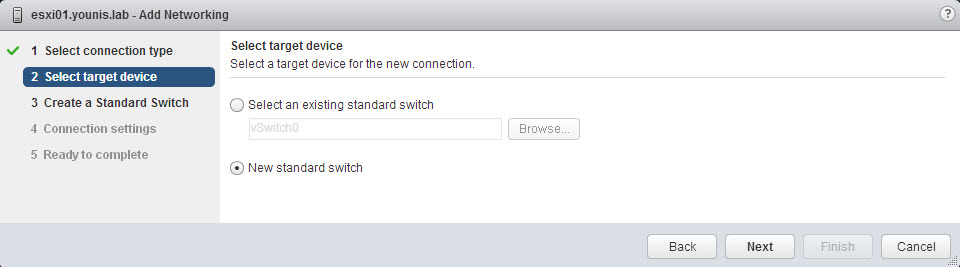 esxi01.younis.lab - Add Networking
?
1 Select connection type
2 Select target device
3 Create a Standard Switch
4 Connection settings
5 Ready to complete
Select target device
Select a target device for the new connection.
Select an existing standard switch
vSwitch0
Browse...
New standard switch
Back
Next
Finish
Cancel